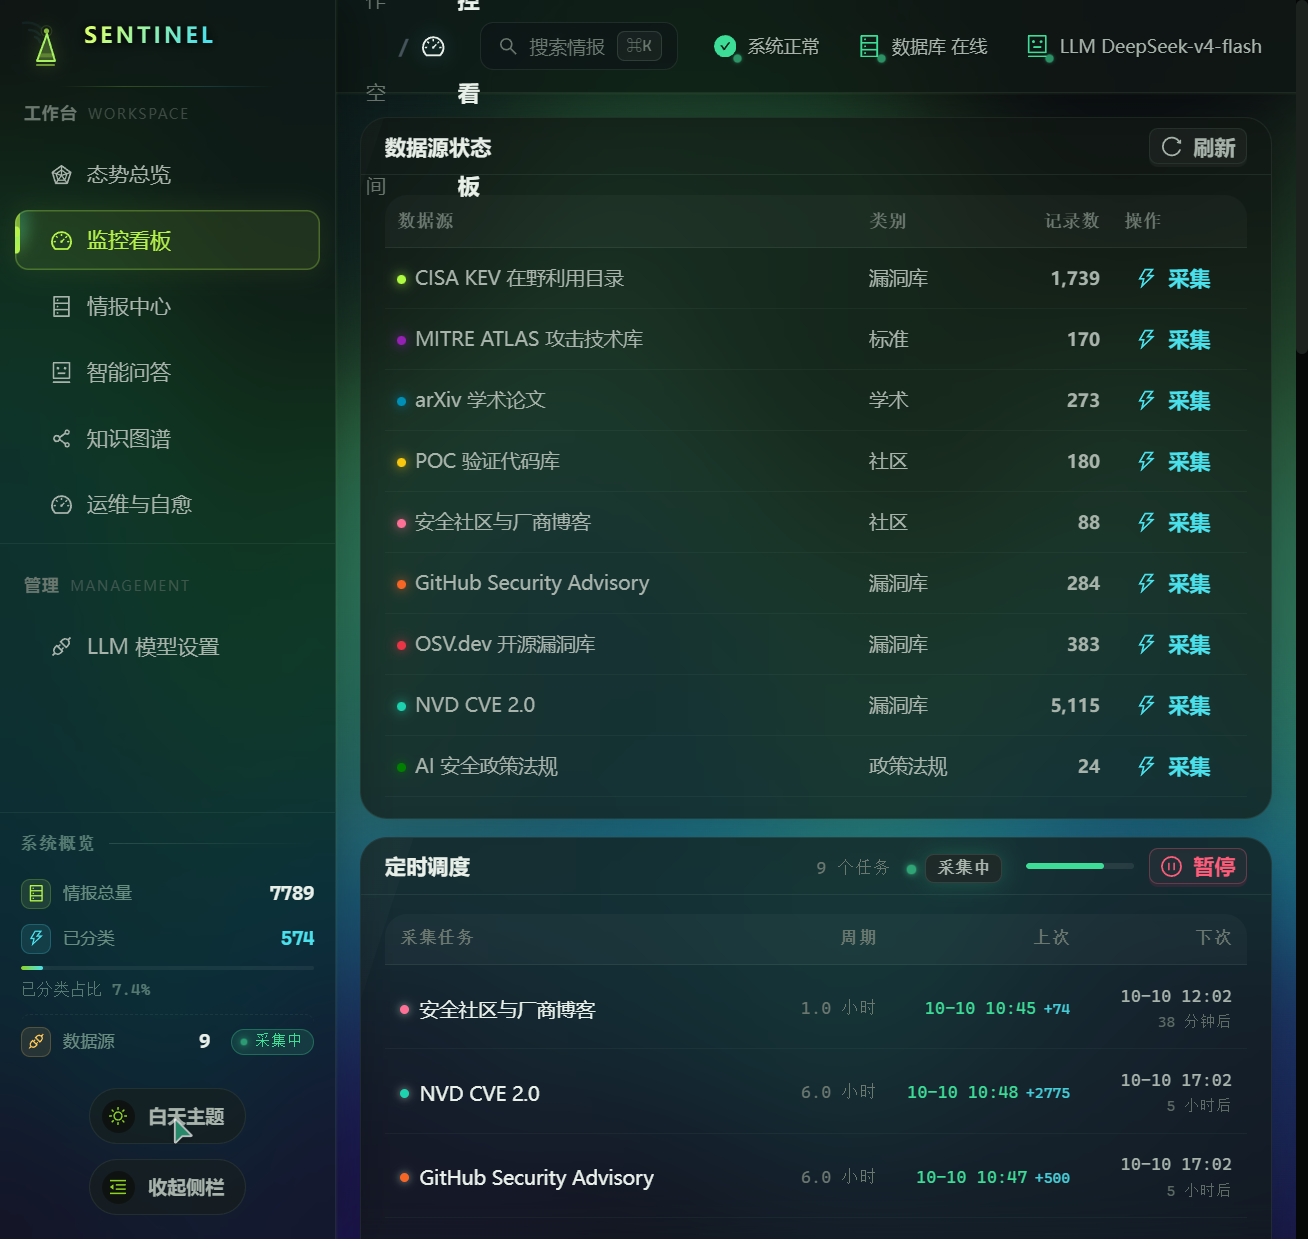 SENTINEL
工作台 WORKSPACE
态势总览
监控看板
情报中心
智能问答
知识图谱
运维与自愈
管理 MANAGEMENT
LLM 模型设置
系统概览
情报总量 7789
已分类 574
已分类占比 7.4%
数据源 9 采集中
白天主题
收起侧栏
作
空
间
/
控
看
板
搜索情报 ⌘K
系统正常
数据库 在线
LLM DeepSeek-v4-flash
数据源状态 刷新
数据源 类别 记录数 操作
CISA KEV 在野利用目录 漏洞库 1,739 采集
MITRE ATLAS 攻击技术库 标准 170 采集
arXiv 学术论文 学术 273 采集
POC 验证代码库 社区 180 采集
安全社区与厂商博客 社区 88 采集
GitHub Security Advisory 漏洞库 284 采集
OSV.dev 开源漏洞库 漏洞库 383 采集
NVD CVE 2.0 漏洞库 5,115 采集
AI 安全政策法规 政策法规 24 采集
定时调度 9 个任务 采集中 暂停
采集任务 周期 上次 下次
安全社区与厂商博客 1.0 小时 10-10 10:45 +74 10-10 12:02
38 分钟后
NVD CVE 2.0 6.0 小时 10-10 10:48 +2775 10-10 17:02
5 小时后
GitHub Security Advisory 6.0 小时 10-10 10:47 +500 10-10 17:02
5 小时后